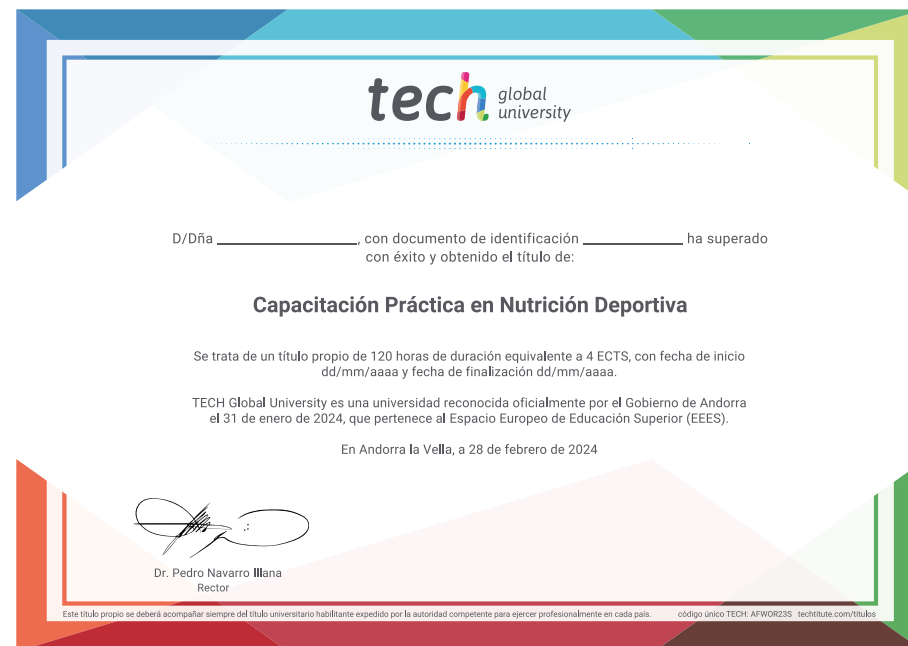 tech global university
D/Dña ____________________, con documento de identificación ______________ ha superado
con éxito y obtenido el título de:
Capacitación Práctica en Nutrición Deportiva
Se trata de un título propio de 120 horas de duración equivalente a 4 ECTS, con fecha de inicio
dd/mm/aaaa y fecha de finalización dd/mm/aaaa.
TECH Global University es una universidad reconocida oficialmente por el Gobierno de Andorra
el 31 de enero de 2024, que pertenece al Espacio Europeo de Educación Superior (EEES).
En Andorra la Vella, a 28 de febrero de 2024
Dr. Pedro Navarro Illana
Rector
Este título propio se deberá acompañar siempre del título universitario habilitante expedido por la autoridad competente para ejercer profesionalmente en cada país. código único TECH: AFWOR23S techtitute.com/titulos